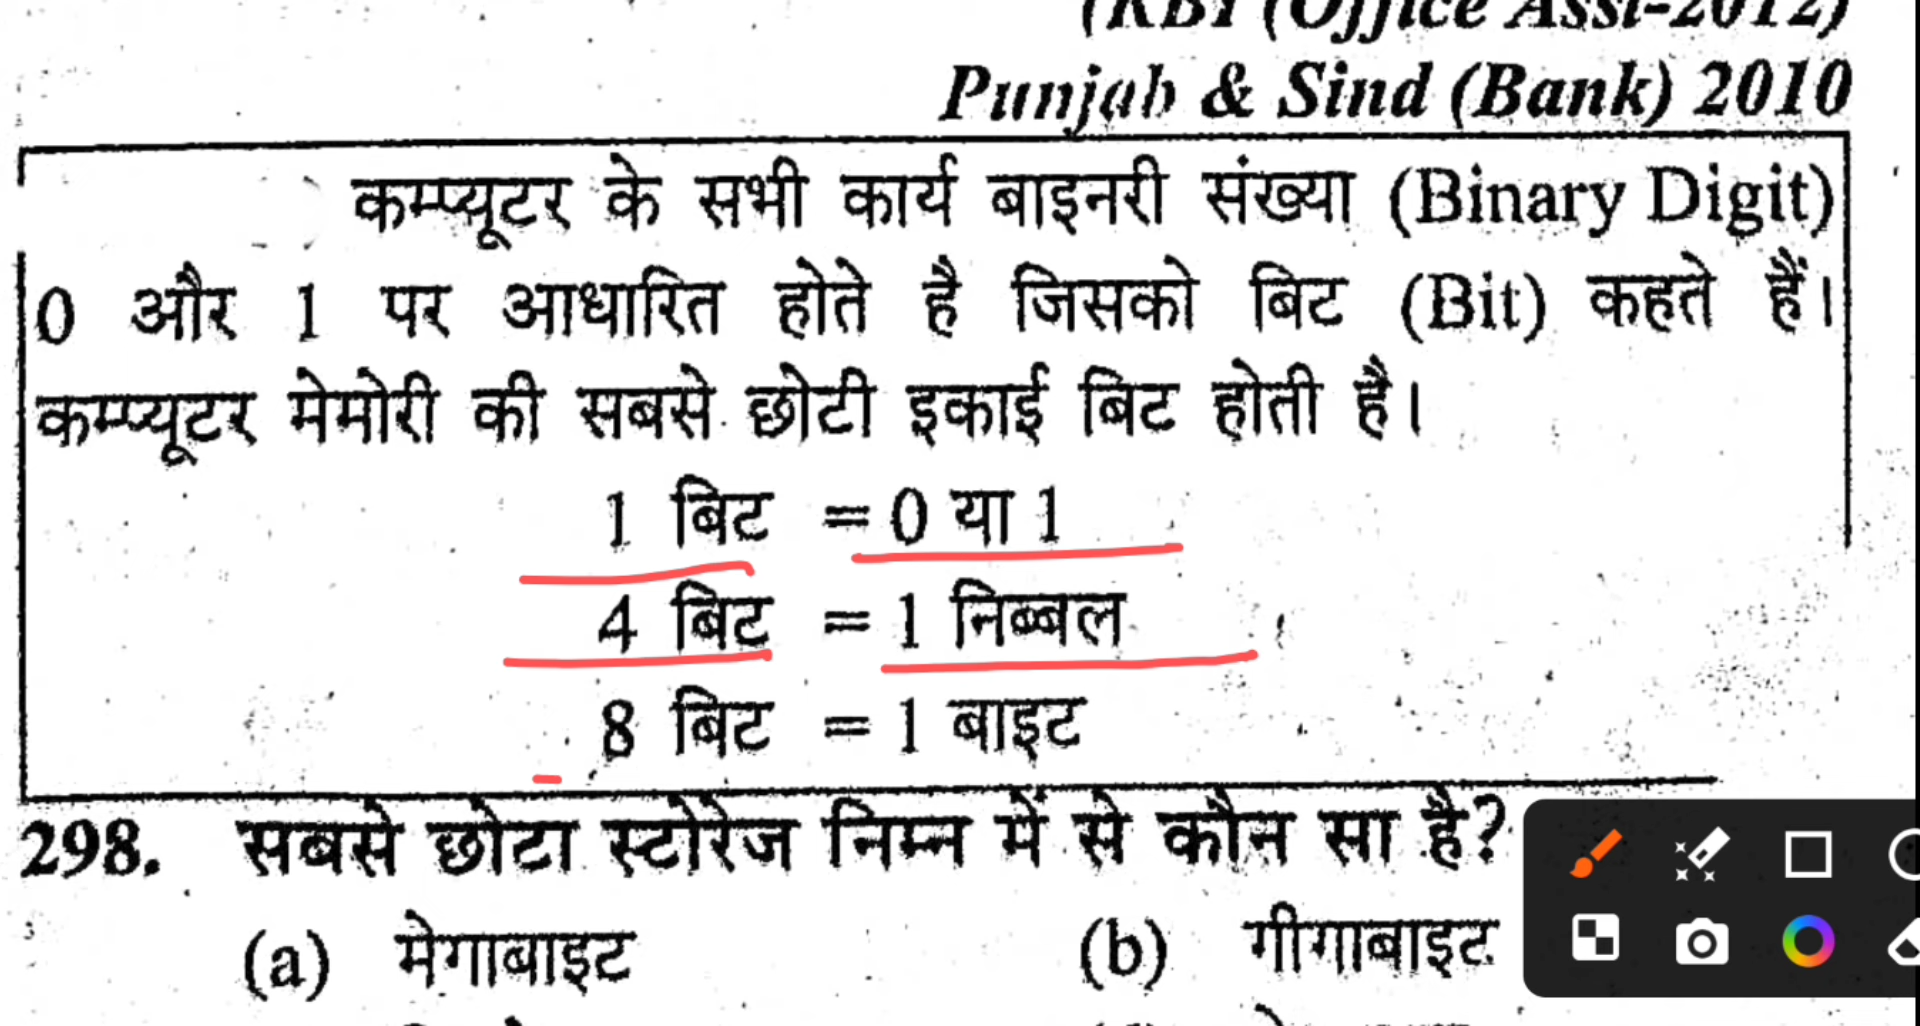 Punjab & Sind (Bank) 2010
कम्प्यूटर के सभी कार्य बाइनरी संख्या (Binary Digit)
0 और 1 पर आधारित होते है जिसको बिट (Bit) कहते हैं।
कम्प्यूटर मेमोरी की सबसे छोटी इकाई बिट होती है।
1 बिट = 0 या 1
4 बिट = 1 निब्बल
8 बिट = 1 बाइट
298. सबसे छोटा स्टोरेज निम्न में से कौन सा है?
(a) मेगाबाइट (b) गीगाबाइट